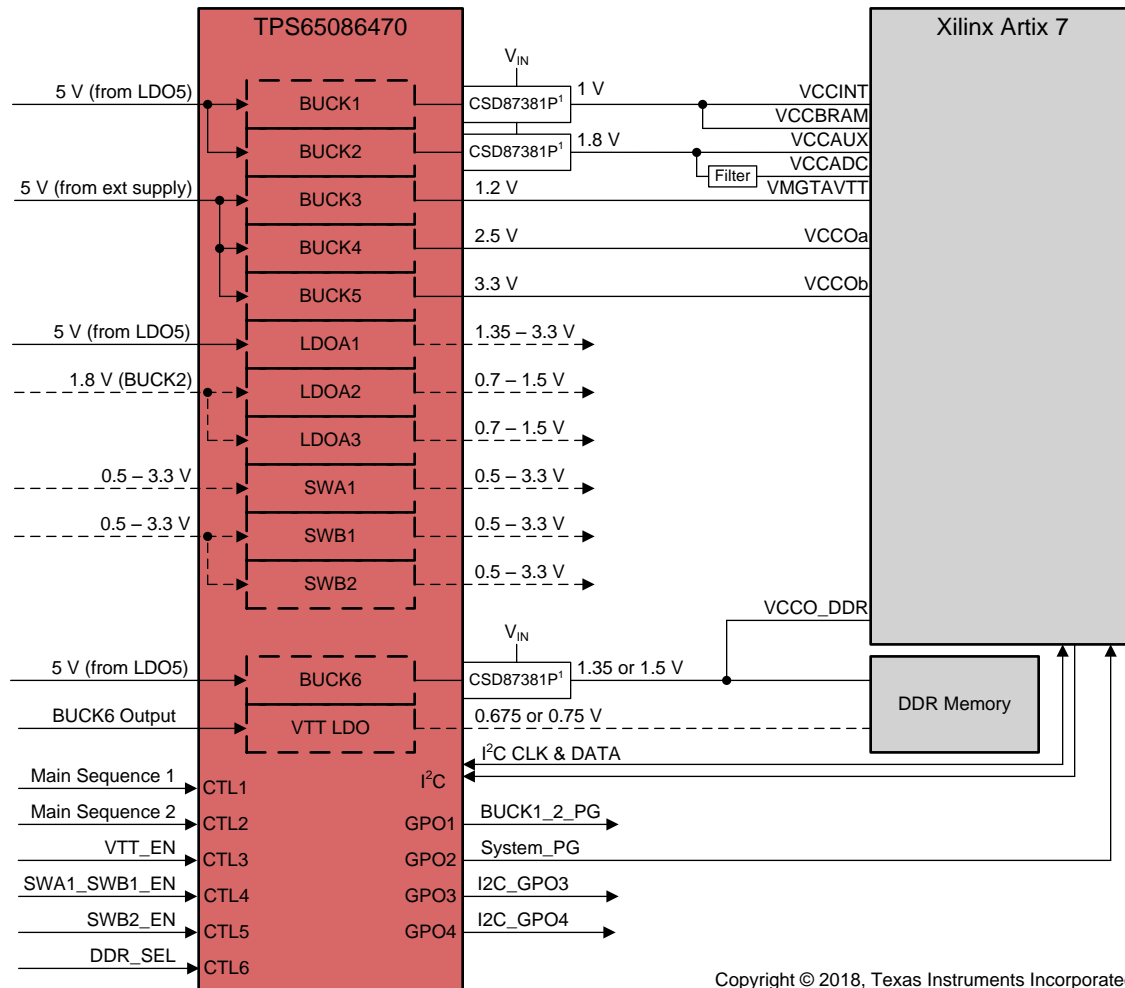 TPS65086470
Xilinx Artix 7
VIN
5 V (from LDO5)
BUCK1
CSD87381P¹
1 V
VCCINT
VCCBRAM
BUCK2
CSD87381P¹
1.8 V
VCCAUX
Filter
VCCADC
5 V (from ext supply)
BUCK3
1.2 V
VMGTAVTT
BUCK4
2.5 V
VCCOa
BUCK5
3.3 V
VCCOb
5 V (from LDO5)
LDOA1
1.35 – 3.3 V
1.8 V (BUCK2)
LDOA2
0.7 – 1.5 V
LDOA3
0.7 – 1.5 V
0.5 – 3.3 V
SWA1
0.5 – 3.3 V
0.5 – 3.3 V
SWB1
0.5 – 3.3 V
SWB2
0.5 – 3.3 V
VCCO_DDR
VIN
5 V (from LDO5)
BUCK6
CSD87381P¹
1.35 or 1.5 V
DDR Memory
BUCK6 Output
VTT LDO
0.675 or 0.75 V
I²C CLK & DATA
Main Sequence 1
CTL1
I²C
Main Sequence 2
CTL2
GPO1
BUCK1_2_PG
VTT_EN
CTL3
GPO2
System_PG
SWA1_SWB1_EN
CTL4
GPO3
I2C_GPO3
SWB2_EN
CTL5
GPO4
I2C_GPO4
DDR_SEL
CTL6
Copyright © 2018, Texas Instruments Incorporate